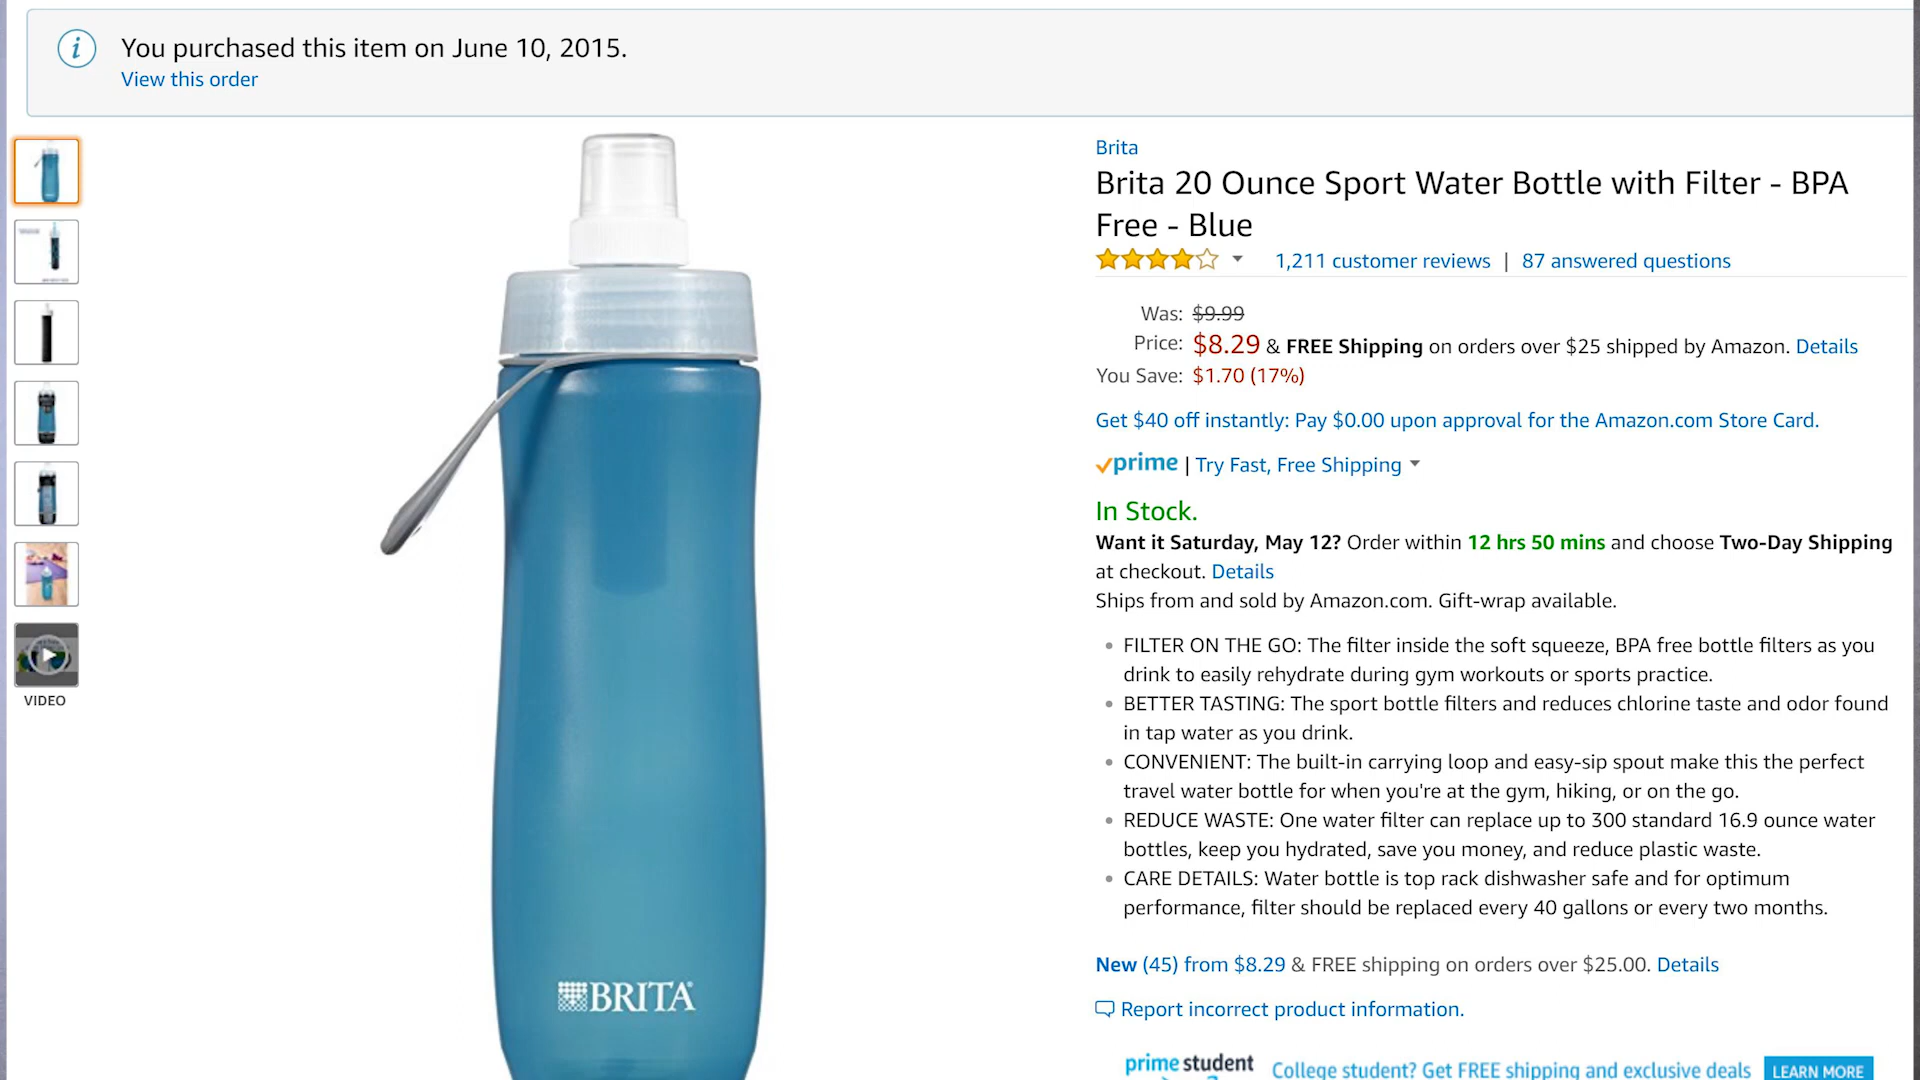 You purchased this item on June 10, 2015.
View this order
VIDEO
BRITA
Brita
Brita 20 Ounce Sport Water Bottle with Filter - BPA
Free - Blue
1,211 customer reviews | 87 answered questions
Was: $9.99
Price: $8.29 & FREE Shipping on orders over $25 shipped by Amazon. Details
You Save: $1.70 (17%)
Get $40 off instantly: Pay $0.00 upon approval for the Amazon.com Store Card.
prime | Try Fast, Free Shipping
In Stock.
Want it Saturday, May 12? Order within 12 hrs 50 mins and choose Two-Day Shipping
at checkout. Details
Ships from and sold by Amazon.com. Gift-wrap available.
• FILTER ON THE GO: The filter inside the soft squeeze, BPA free bottle filters as you
drink to easily rehydrate during gym workouts or sports practice.
• BETTER TASTING: The sport bottle filters and reduces chlorine taste and odor found
in tap water as you drink.
• CONVENIENT: The built-in carrying loop and easy-sip spout make this the perfect
travel water bottle for when you're at the gym, hiking, or on the go.
• REDUCE WASTE: One water filter can replace up to 300 standard 16.9 ounce water
bottles, keep you hydrated, save you money, and reduce plastic waste.
• CARE DETAILS: Water bottle is top rack dishwasher safe and for optimum
performance, filter should be replaced every 40 gallons or every two months.
New (45) from $8.29 & FREE shipping on orders over $25.00. Details
Report incorrect product information.
prime student College student? Get FREE shipping and exclusive deals LEARN MORE